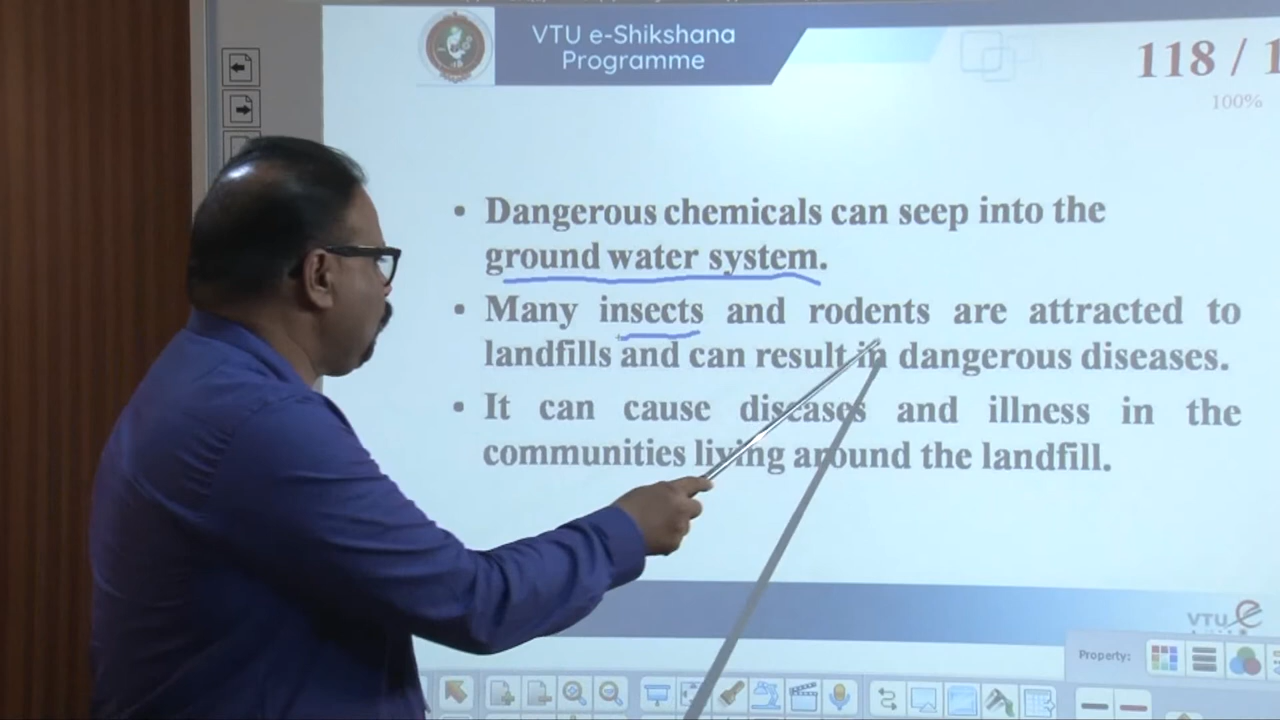 VTU e-Shikshana
Programme
118 / 1
100%
• Dangerous chemicals can seep into the
ground water system.
• Many insects and rodents are attracted to
landfills and can result in dangerous diseases.
• It can cause diseases and illness in the
communities living around the landfill.
VTU e
Property: